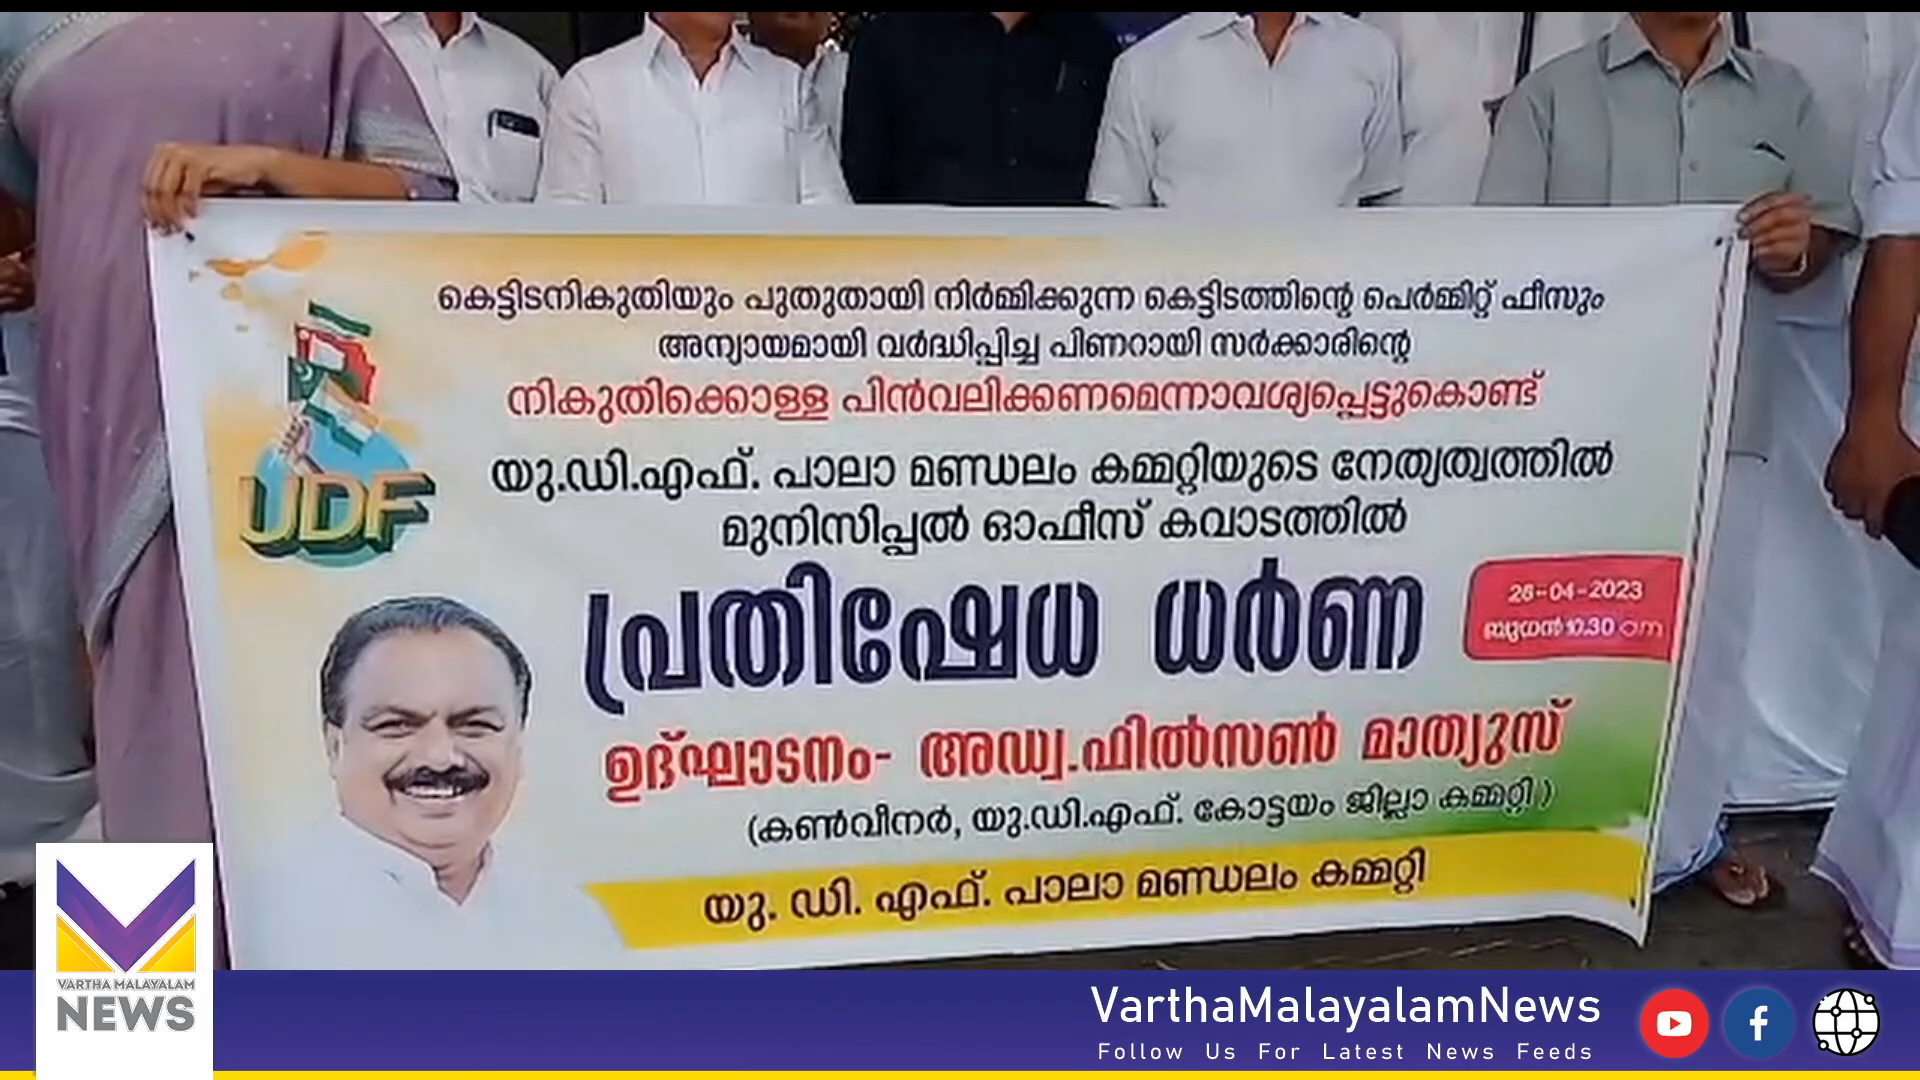 കെട്ടിടനികുതിയും പുതുതായി നിർമ്മിക്കുന്ന കെട്ടിടത്തിന്റെ പെർമ്മിറ്റ് ഫീസും
അന്യായമായി വർദ്ധിപ്പിച്ച പിണറായി സർക്കാരിന്റെ
നികുതിക്കൊള്ള പിൻവലിക്കണമെന്നാവശ്യപ്പെട്ടുകൊണ്ട്
യു.ഡി.എഫ്. പാലാ മണ്ഡലം കമ്മറ്റിയുടെ നേതൃത്വത്തിൽ
മുനിസിപ്പൽ ഓഫീസ് കവാടത്തിൽ
UDF
പ്രതിഷേധ ധർണ
26-04-2023
ബുധൻ 10.30 am
ഉദ്ഘാടനം- അഡ്വ.ഫിൽസൺ മാത്യുസ്
(കൺവീനർ, യു.ഡി.എഫ്. കോട്ടയം ജില്ലാ കമ്മറ്റി)
യു. ഡി. എഫ്. പാലാ മണ്ഡലം കമ്മറ്റി
VARTHA MALAYALAM
NEWS
VarthaMalayalamNews
Follow Us For Latest News Feeds